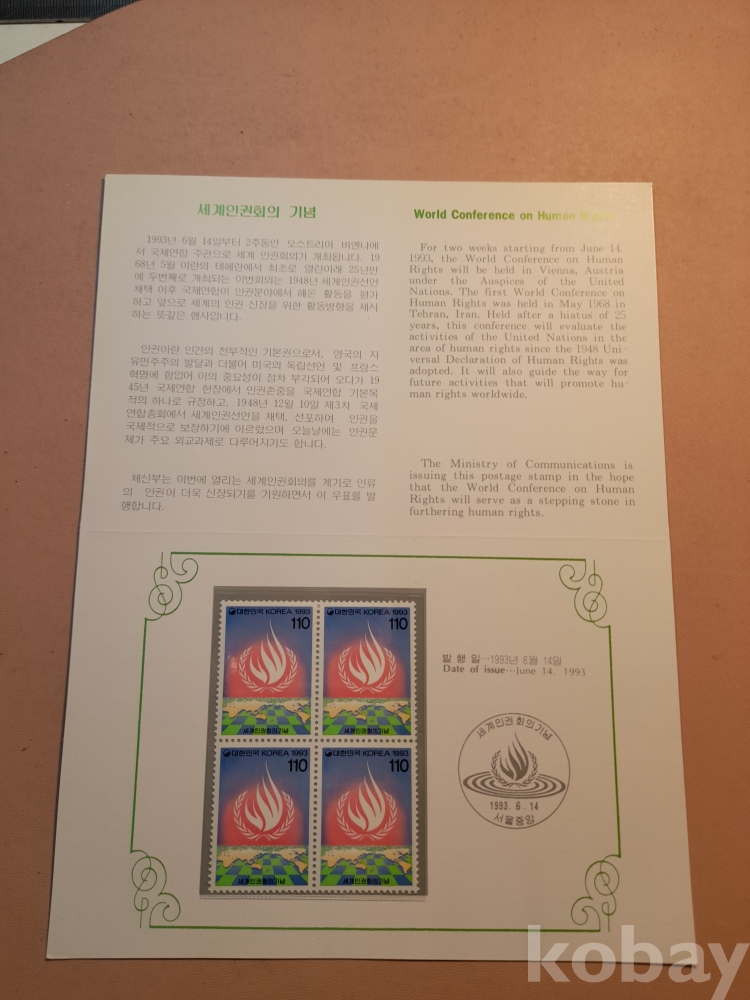 세계인권회의 기념
1993년 6월 14일부터 2주동안 오스트리아 비엔나에
서 국제연합 주관으로 세계 인권회의가 개최됩니다. 19
68년 5월 이란의 테헤란에서 최초로 열린이래 25년만
에 두번째로 개최되는 이번회의는 1948년 세계인권선언
채택 이후 국제연합이 인권분야에서 해온 활동을 평가
하고 앞으로 세계의 인권 신장을 위한 활동방향을 제시
하는 뜻깊은 행사입니다.
인권이란 인간의 천부적인 기본권으로서, 영국의 자
유민주주의 발달과 더불어 미국의 독립선언 및 프랑스
혁명에 힘입어 이의 중요성이 점차 부각되어 오다가 19
45년 국제연합 헌장에서 인권존중을 국제연합 기본목
적의 하나로 규정하고, 1948년 12월 10일 제3차 국제
연합총회에서 세계인권선언을 채택, 선포하여 인권을
국제적으로 보장하기에 이르렀으며 오늘날에는 인권문
제가 주요 외교과제로 다루어지기도 합니다.
체신부는 이번에 열리는 세계인권회의를 계기로 인류
의 인권이 더욱 신장되기를 기원하면서 이 우표를 발
행합니다.
World Conference on Human
For two weeks starting from June 14.
1993, the World Conference on Human
Rights will be held in Vienna, Austria
under the Auspices of the United
Nations. The first World Conference on
Human Rights was held in May 1968 in
Tehran, Iran. Held after a hiatus of 25
years, this conference will evaluate the
activities of the United Nations in the
area of human rights since the 1948 Uni-
versal Declaration of Human Rights was
adopted. It will also guide the way for
future activities that will promote hu-
man rights worldwide.
The Ministry of Communications is
issuing this postage stamp in the hope
that the World Conference on Human
Rights will serve as a stepping stone in
furthering human rights.
대한민국 KOREA 1993
110
세계인권회의기념
대한민국 KOREA 1993
110
세계인권회의기념
대한민국 KOREA 1993
110
세계인권회의기념
대한민국 KOREA 1993
110
세계인권회의기념
발 행 일…1993년 6월 14일
Date of issue…June 14. 1993
세계인권회의기념
1993. 6. 14
서울중앙
kobay